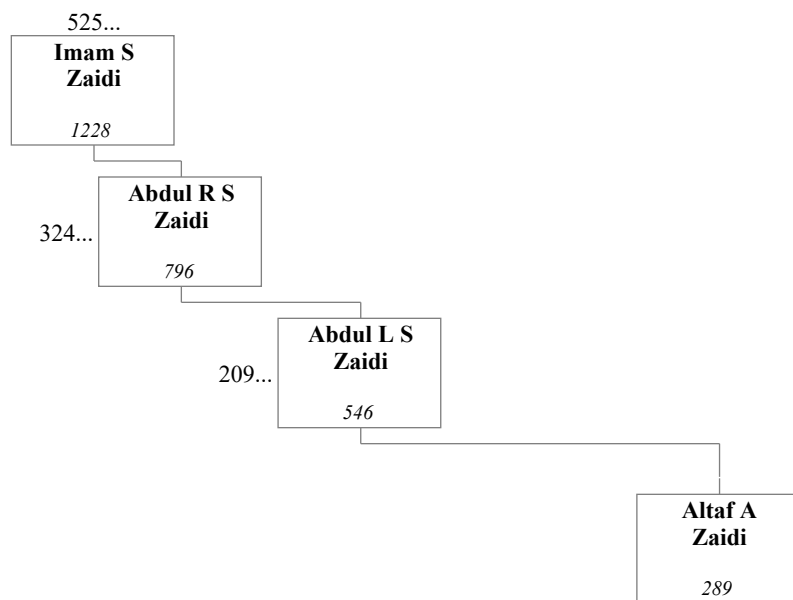 525...
Imam S
Zaidi
1228
Abdul R S
Zaidi
324...
796
Abdul L S
Zaidi
209...
546
Altaf A
Zaidi
289